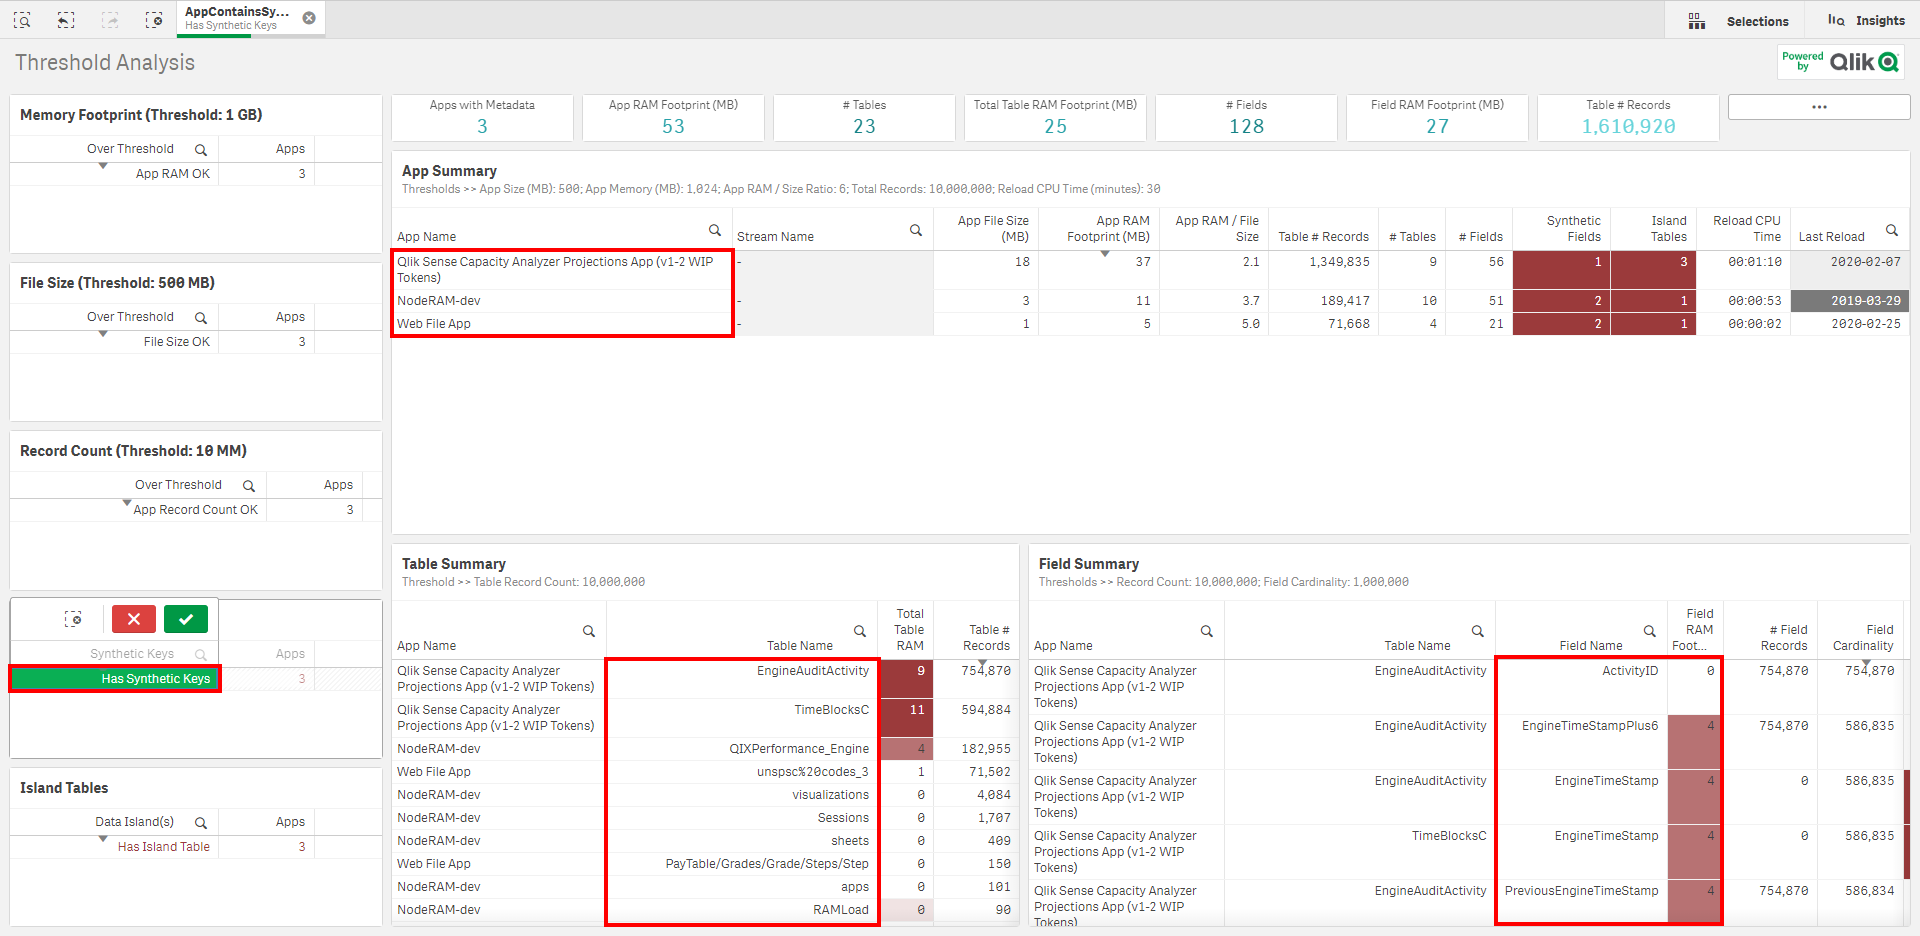 AppContainsSy...
Has Synthetic Keys
Selections
Insights
Threshold Analysis
Powered by Qlik
Memory Footprint (Threshold: 1 GB)
Over Threshold Apps
App RAM OK 3
File Size (Threshold: 500 MB)
Over Threshold Apps
File Size OK 3
Record Count (Threshold: 10 MM)
Over Threshold Apps
App Record Count OK 3
Synthetic Keys Apps
Has Synthetic Keys 3
Island Tables
Data Island(s) Apps
Has Island Table 3
Apps with Metadata
3
App RAM Footprint (MB)
53
# Tables
23
Total Table RAM Footprint (MB)
25
# Fields
128
Field RAM Footprint (MB)
27
Table # Records
1,610,920
...
App Summary
Thresholds >> App Size (MB): 500; App Memory (MB): 1,024; App RAM / Size Ratio: 6; Total Records: 10,000,000; Reload CPU Time (minutes): 30
App Name Stream Name App File Size (MB) App RAM Footprint (MB) App RAM / File Size Table # Records # Tables # Fields Synthetic Fields Island Tables Reload CPU Time Last Reload
Qlik Sense Capacity Analyzer Projections App (v1-2 WIP Tokens) - 18 37 2.1 1,349,835 9 56 1 3 00:01:10 2020-02-07
NodeRAM-dev - 3 11 3.7 189,417 10 51 2 1 00:00:53 2019-03-29
Web File App - 1 5 5.0 71,668 4 21 2 1 00:00:02 2020-02-25
Table Summary
Threshold >> Table Record Count: 10,000,000
App Name Table Name Total Table RAM Table # Records
Qlik Sense Capacity Analyzer Projections App (v1-2 WIP Tokens) EngineAuditActivity 9 754,870
Qlik Sense Capacity Analyzer Projections App (v1-2 WIP Tokens) TimeBlocksC 11 594,884
NodeRAM-dev QIXPerformance_Engine 4 182,955
Web File App unspsc%20codes_3 1 71,502
NodeRAM-dev visualizations 0 4,084
NodeRAM-dev Sessions 0 1,707
NodeRAM-dev sheets 0 409
Web File App PayTable/Grades/Grade/Steps/Step 0 150
NodeRAM-dev apps 0 101
NodeRAM-dev RAMLoad 0 90
Field Summary
Thresholds >> Record Count: 10,000,000; Field Cardinality: 1,000,000
App Name Table Name Field Name Field RAM Foot... # Field Records Field Cardinality
Qlik Sense Capacity Analyzer Projections App (v1-2 WIP Tokens) EngineAuditActivity ActivityID 0 754,870 754,870
Qlik Sense Capacity Analyzer Projections App (v1-2 WIP Tokens) EngineAuditActivity EngineTimeStampPlus6 4 754,870 586,835
Qlik Sense Capacity Analyzer Projections App (v1-2 WIP Tokens) EngineAuditActivity EngineTimeStamp 4 0 586,835
Qlik Sense Capacity Analyzer Projections App (v1-2 WIP Tokens) TimeBlocksC EngineTimeStamp 4 0 586,835
Qlik Sense Capacity Analyzer Projections App (v1-2 WIP Tokens) EngineAuditActivity PreviousEngineTimeStamp 4 754,870 586,834